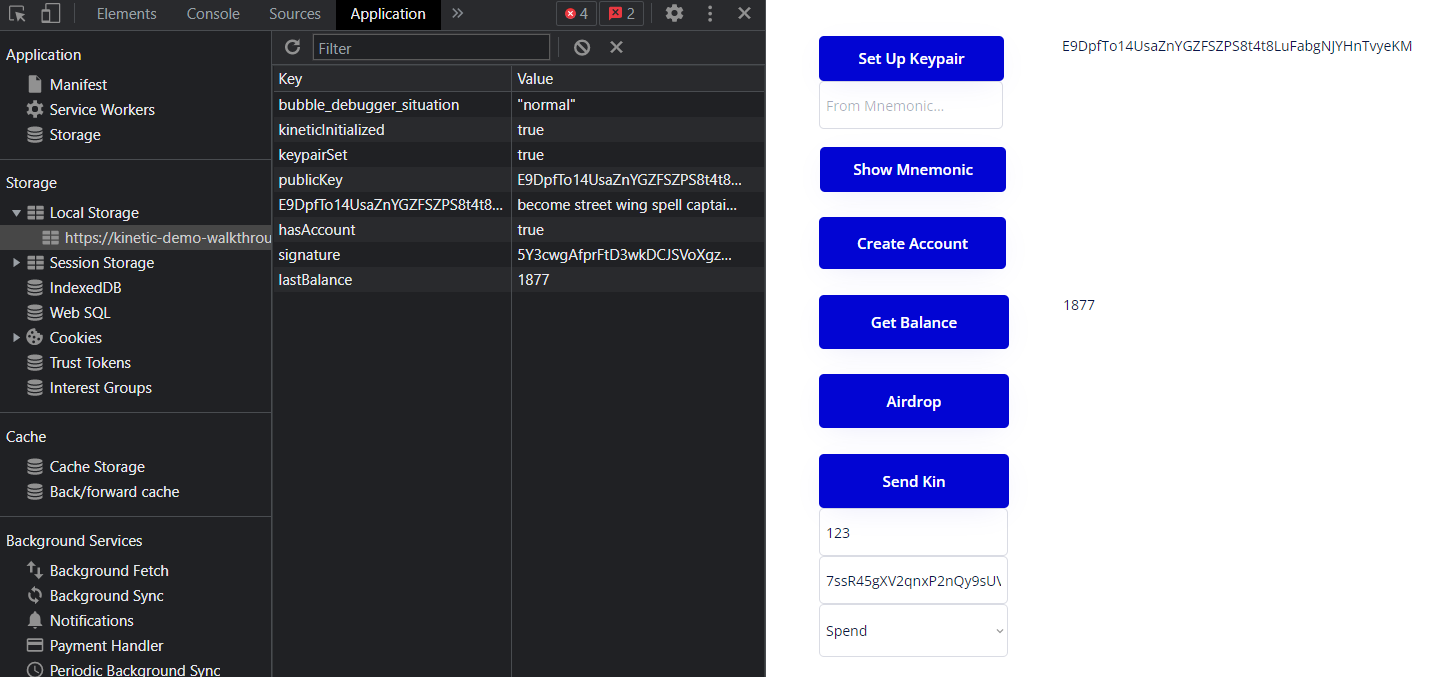 Elements Console Sources Application » 4 2
Application
Manifest
Service Workers
Storage
Storage
Local Storage
https://kinetic-demo-walkthrou
Session Storage
IndexedDB
Web SQL
Cookies
Trust Tokens
Interest Groups
Cache
Cache Storage
Back/forward cache
Background Services
Background Fetch
Background Sync
Notifications
Payment Handler
Periodic Background Sync
Filter
Key Value
bubble_debugger_situation "normal"
kineticInitialized true
keypairSet true
publicKey E9DpfTo14UsaZnYGZFSZPS8t4t8...
E9DpfTo14UsaZnYGZFSZPS8t4t8... become street wing spell captai...
hasAccount true
signature 5Y3cwgAfprFtD3wkDCJSVoXgz...
lastBalance 1877
Set Up Keypair E9DpfTo14UsaZnYGZFSZPS8t4t8LuFabgNJYHnTvyeKM
From Mnemonic...
Show Mnemonic
Create Account
Get Balance 1877
Airdrop
Send Kin
123
7ssR45gXV2qnxP2nQy9sU
Spend